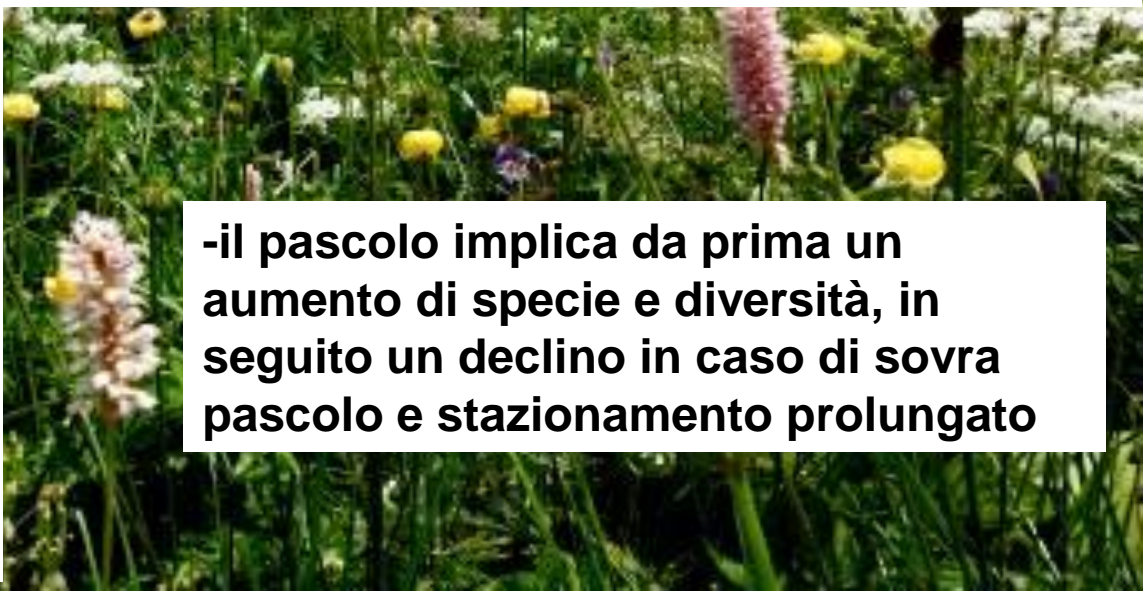 -il pascolo implica da prima un
aumento di specie e diversità, in
seguito un declino in caso di sovra
pascolo e stazionamento prolungato